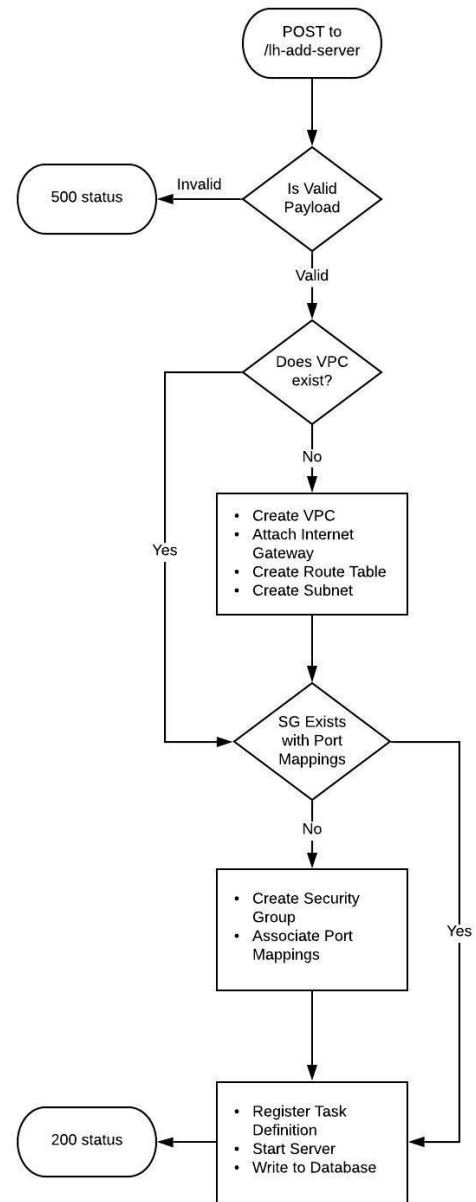 POST to
/lh-add-server
Is Valid
Payload
Invalid
500 status
Valid
Does VPC
exist?
No
Yes
• Create VPC
• Attach Internet
Gateway
• Create Route Table
• Create Subnet
SG Exists
with Port
Mappings
No
Yes
• Create Security
Group
• Associate Port
Mappings
• Register Task
Definition
• Start Server
• Write to Database
200 status